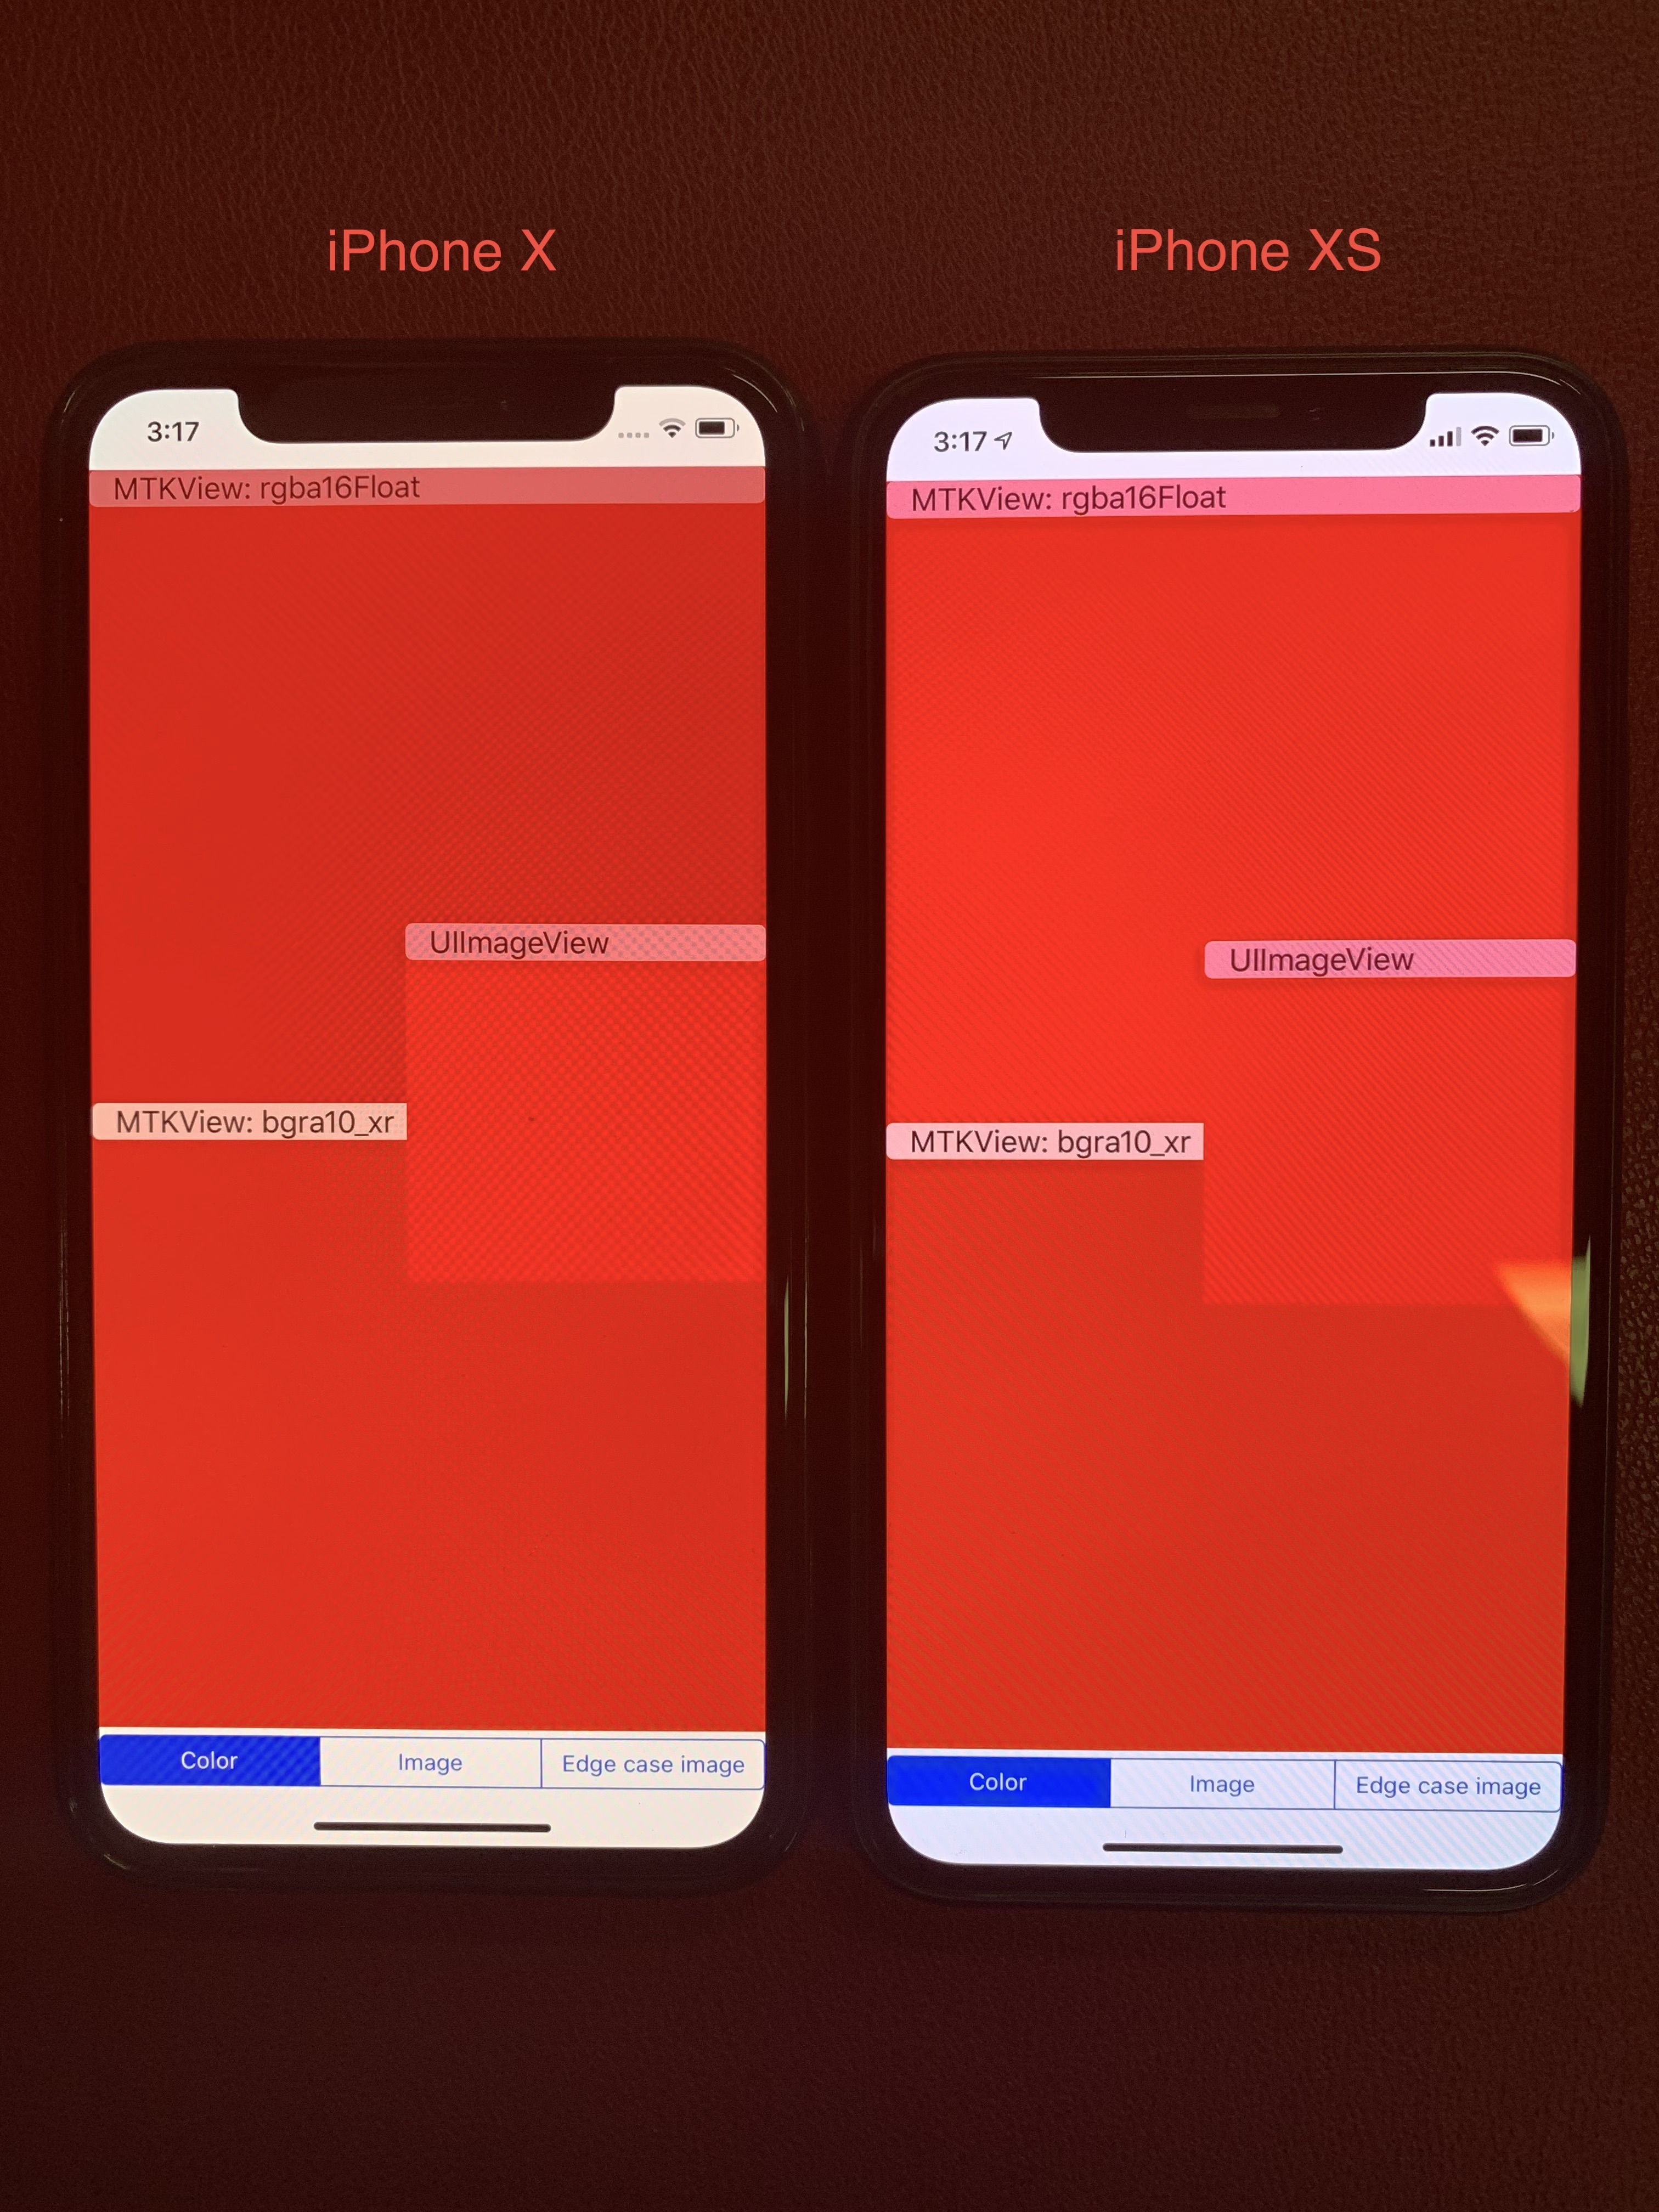 iPhone X
iPhone XS
3:17
MTKView: rgba16Float
UIImageView
MTKView: bgra10_xr
Color
Image
Edge case image
3:17
MTKView: rgba16Float
UIImageView
MTKView: bgra10_xr
Color
Image
Edge case image